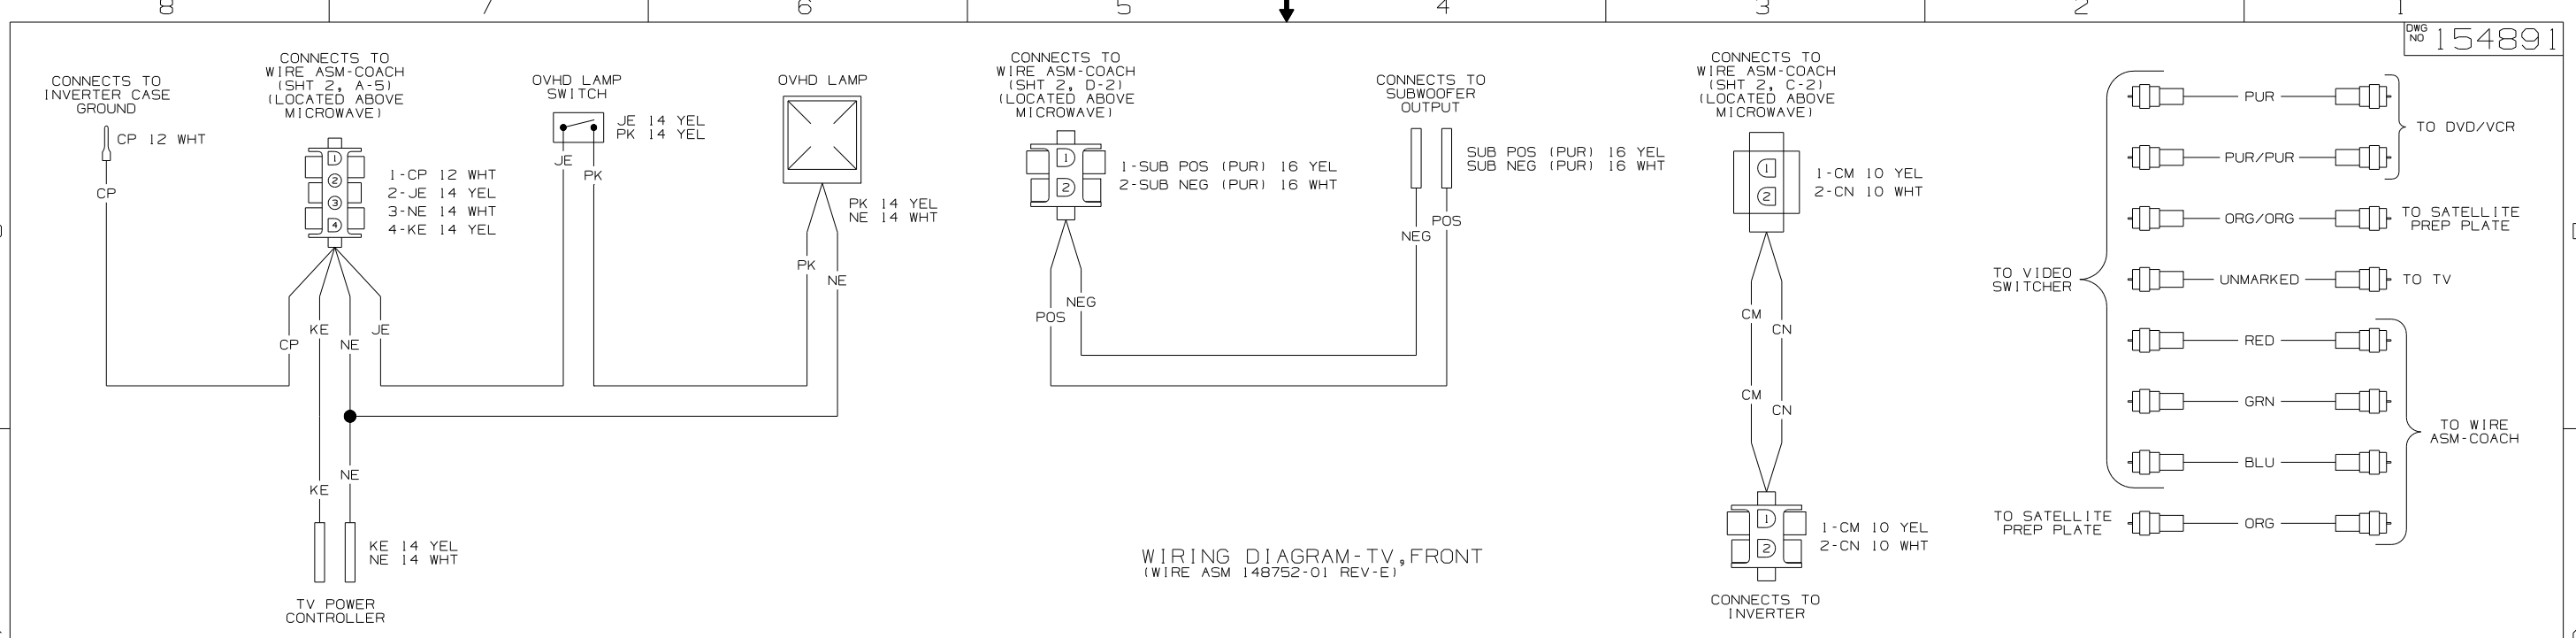 8 7 6 5 4 3 2 1
DWG
NO 154891
CONNECTS TO
INVERTER CASE
GROUND
CP 12 WHT
CP
CONNECTS TO
WIRE ASM-COACH
(SHT 2, A-5)
(LOCATED ABOVE
MICROWAVE)
1
2
3
4
1-CP 12 WHT
2-JE 14 YEL
3-NE 14 WHT
4-KE 14 YEL
CP
KE
NE
JE
KE
NE
KE 14 YEL
NE 14 WHT
TV POWER
CONTROLLER
OVHD LAMP
SWITCH
JE 14 YEL
PK 14 YEL
JE
PK
OVHD LAMP
PK 14 YEL
NE 14 WHT
PK
NE
CONNECTS TO
WIRE ASM-COACH
(SHT 2, D-2)
(LOCATED ABOVE
MICROWAVE)
1
2
1-SUB POS (PUR) 16 YEL
2-SUB NEG (PUR) 16 WHT
POS
NEG
CONNECTS TO
SUBWOOFER
OUTPUT
SUB POS (PUR) 16 YEL
SUB NEG (PUR) 16 WHT
NEG
POS
WIRING DIAGRAM-TV,FRONT
(WIRE ASM 148752-01 REV-E)
CONNECTS TO
WIRE ASM-COACH
(SHT 2, C-2)
(LOCATED ABOVE
MICROWAVE)
1
2
1-CM 10 YEL
2-CN 10 WHT
CM
CN
CM
CN
1
2
1-CM 10 YEL
2-CN 10 WHT
CONNECTS TO
INVERTER
TO VIDEO
SWITCHER
PUR
PUR/PUR
TO DVD/VCR
ORG/ORG
TO SATELLITE
PREP PLATE
UNMARKED
TO TV
RED
GRN
BLU
TO WIRE
ASM-COACH
TO SATELLITE
PREP PLATE
ORG